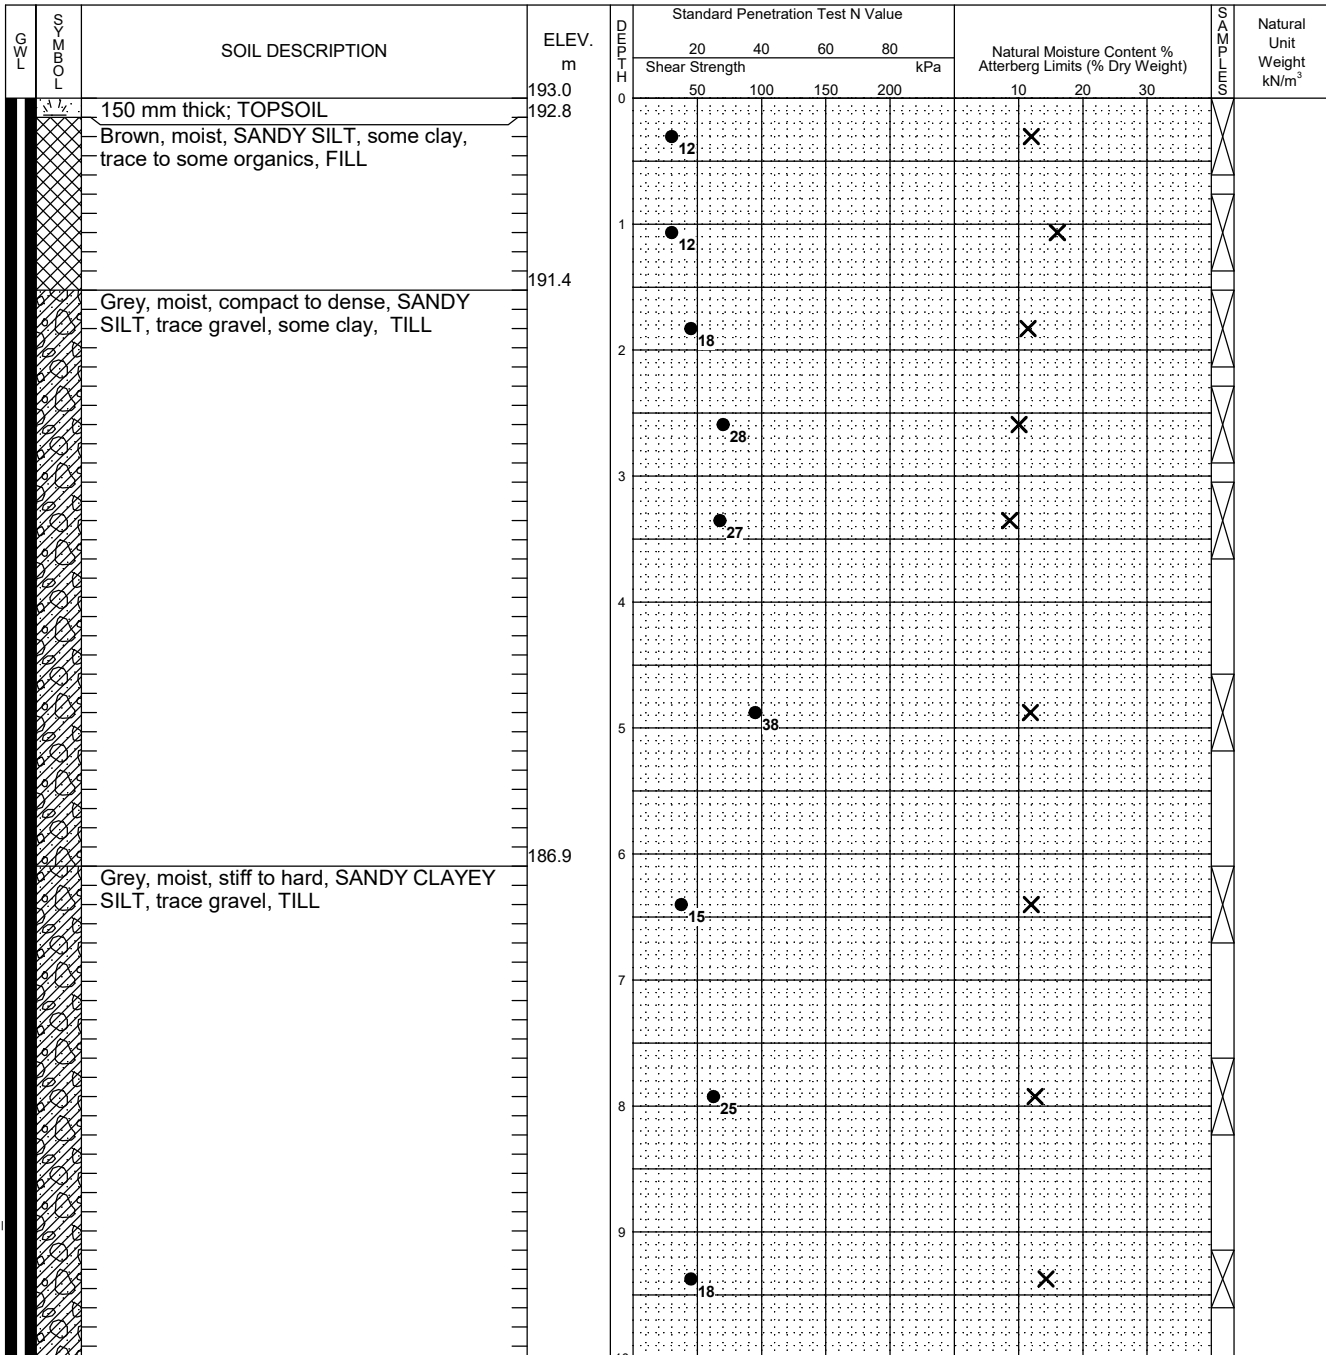 GWL
SYMBOL
SOIL DESCRIPTION
ELEV.
m
193.0
DEPTH
Standard Penetration Test N Value
20 40 60 80
Shear Strength kPa
50 100 150 200
Natural Moisture Content %
Atterberg Limits (% Dry Weight)
10 20 30
SAMPLES
Natural
Unit
Weight
kN/m³
0
150 mm thick; TOPSOIL
192.8
Brown, moist, SANDY SILT, some clay,
trace to some organics, FILL
12
1
12
191.4
Grey, moist, compact to dense, SANDY
SILT, trace gravel, some clay, TILL
18
2
28
3
27
4
38
5
6
186.9
Grey, moist, stiff to hard, SANDY CLAYEY
SILT, trace gravel, TILL
15
7
25
8
9
18